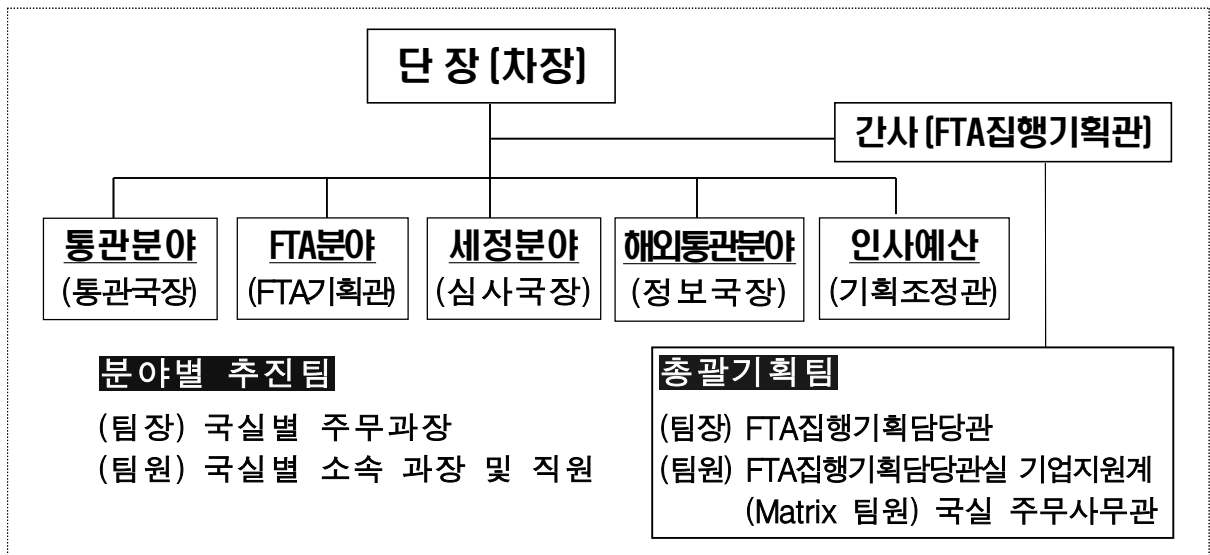 단 장 (차장)
간사 (FTA집행기획관)
통관분야
(통관국장)
FTA분야
(FTA기획관)
세정분야
(심사국장)
해외통관분야
(정보국장)
인사예산
(기획조정관)
분야별 추진팀
(팀장) 국실별 주무과장
(팀원) 국실별 소속 과장 및 직원
총괄기획팀
(팀장) FTA집행기획담당관
(팀원) FTA집행기획담당관실 기업지원계
(Matrix 팀원) 국실 주무사무관